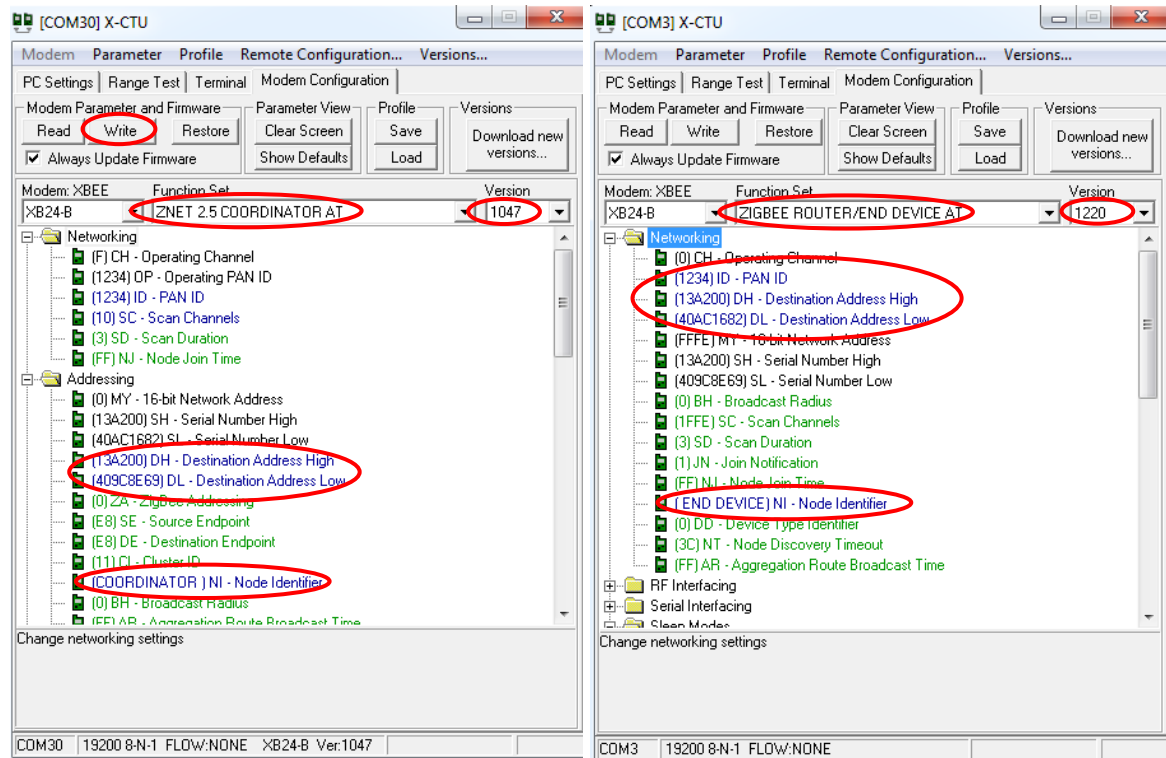 [COM30] X-CTU
Modem Parameter Profile Remote Configuration... Versions...
PC Settings Range Test Terminal Modem Configuration
Modem Parameter and Firmware Parameter View Profile Versions
Read Write Restore Clear Screen Save Download new versions...
Always Update Firmware Show Defaults Load
Modem: XBEE Function Set Version
XB24-B ZNET 2.5 COORDINATOR AT 1047
Networking
(F) CH - Operating Channel
(1234) OP - Operating PAN ID
(1234) ID - PAN ID
(10) SC - Scan Channels
(3) SD - Scan Duration
(FF) NJ - Node Join Time
Addressing
(0) MY - 16-bit Network Address
(13A200) SH - Serial Number High
(40AC1682) SL - Serial Number Low
(13A200) DH - Destination Address High
(409C8E69) DL - Destination Address Low
(0) ZA - ZigBee Addressing
(E8) SE - Source Endpoint
(E8) DE - Destination Endpoint
(11) CI - Cluster ID
(COORDINATOR ) NI - Node Identifier
(0) BH - Broadcast Radius
(FF) AR - Aggregation Route Broadcast Time
Change networking settings
COM30 19200 8-N-1 FLOW:NONE XB24-B Ver:1047
[COM3] X-CTU
Modem Parameter Profile Remote Configuration... Versions...
PC Settings Range Test Terminal Modem Configuration
Modem Parameter and Firmware Parameter View Profile Versions
Read Write Restore Clear Screen Save Download new versions...
Always Update Firmware Show Defaults Load
Modem: XBEE Function Set Version
XB24-B ZIGBEE ROUTER/END DEVICE AT 1220
Networking
(0) CH - Operating Channel
(1234) ID - PAN ID
(13A200) DH - Destination Address High
(40AC1682) DL - Destination Address Low
(FFFE) MY - 16-bit Network Address
(13A200) SH - Serial Number High
(409C8E69) SL - Serial Number Low
(0) BH - Broadcast Radius
(1FFE) SC - Scan Channels
(3) SD - Scan Duration
(1) JN - Join Notification
(FF) NJ - Node Join Time
( END DEVICE) NI - Node Identifier
(0) DD - Device Type Identifier
(3C) NT - Node Discovery Timeout
(FF) AR - Aggregation Route Broadcast Time
RF Interfacing
Serial Interfacing
Sleep Modes
Change networking settings
COM3 19200 8-N-1 FLOW:NONE